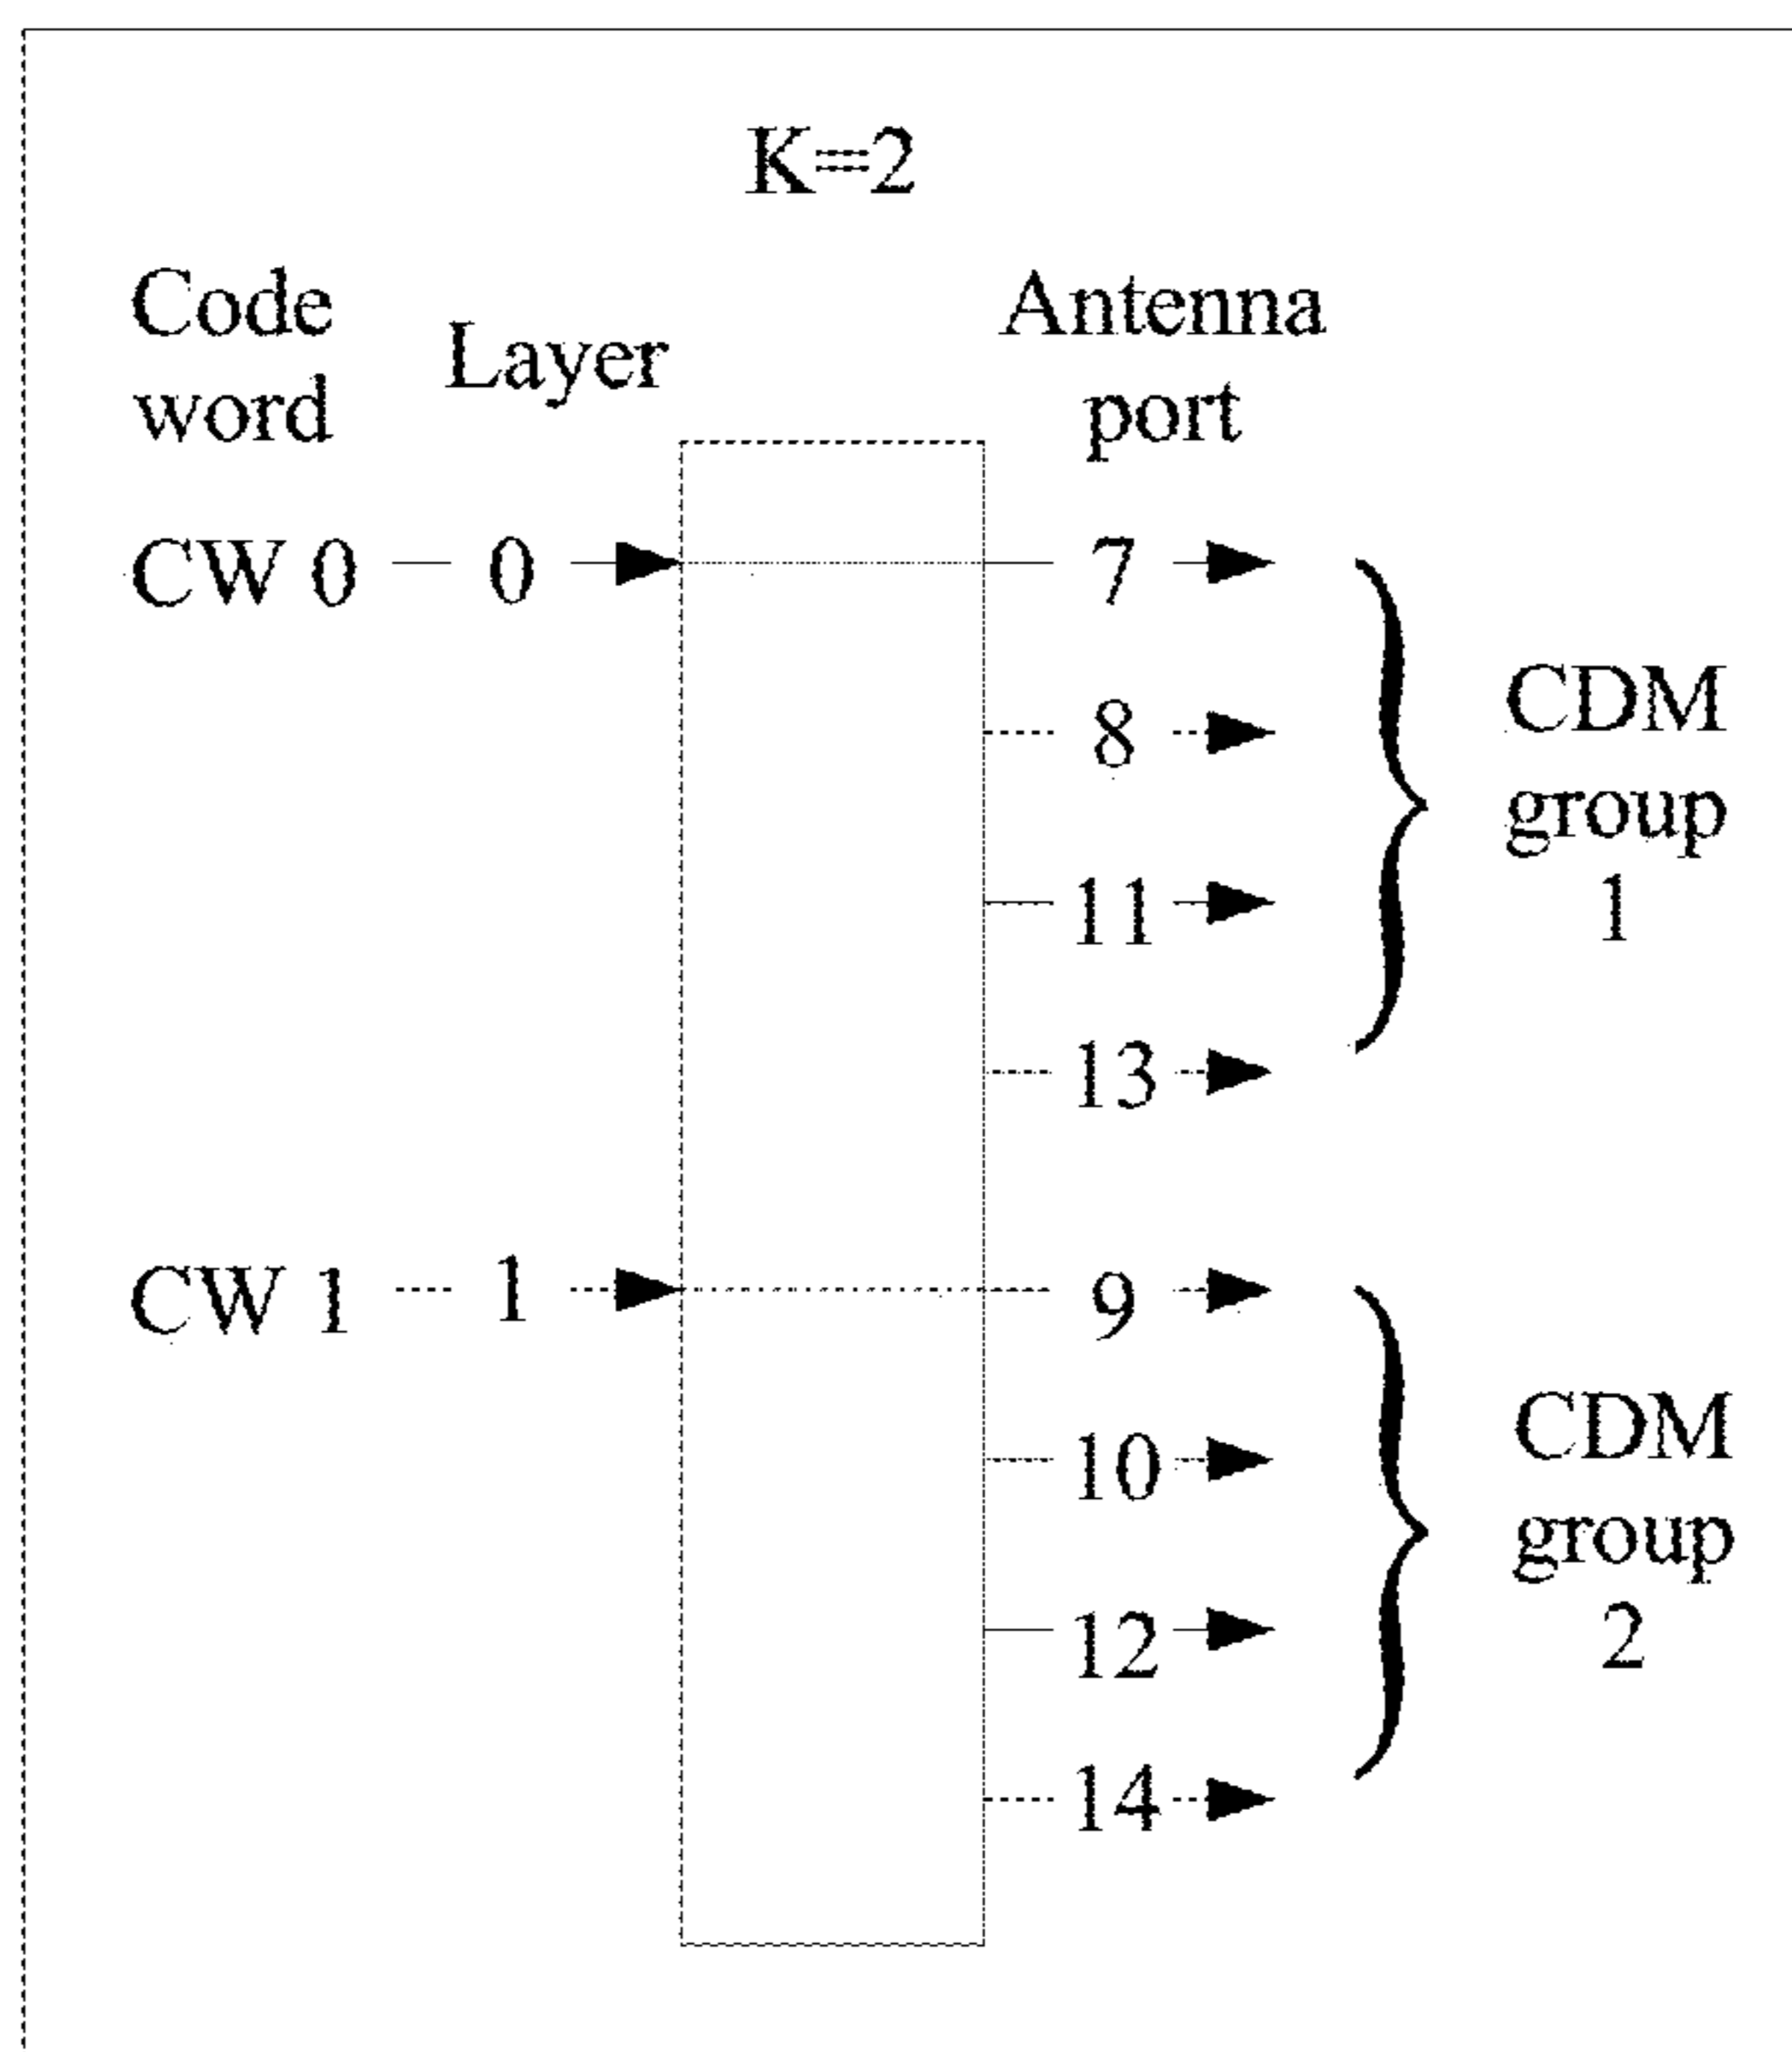 K=2
Code
word
Layer
Antenna
port
CW 0 0 7
8
11
13
CDM
group
1
CW 1 1 9
10
12
14
CDM
group
2